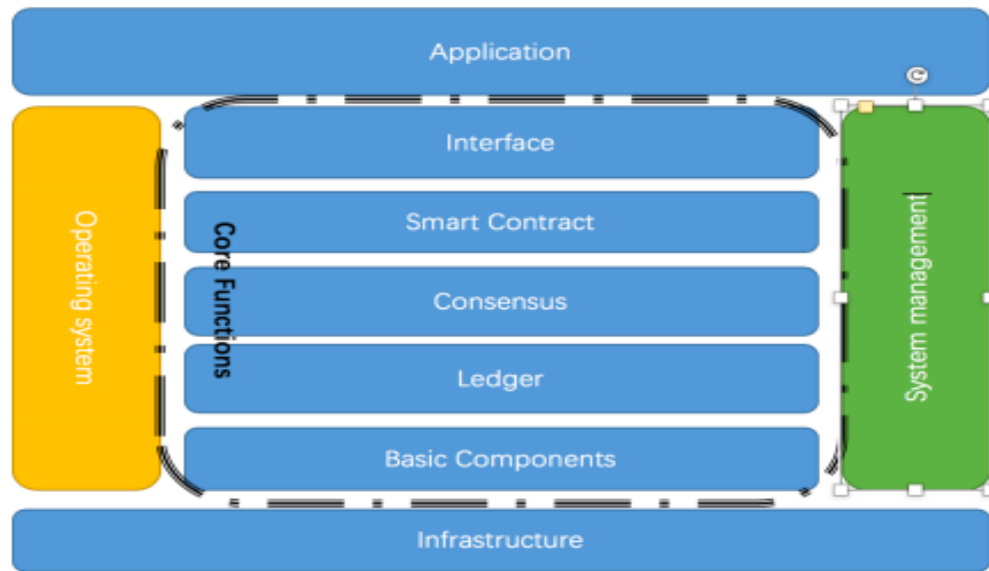 Application
Interface
Smart Contract
Consensus
Ledger
Basic Components
Infrastructure
Operating system
Core Functions
System management